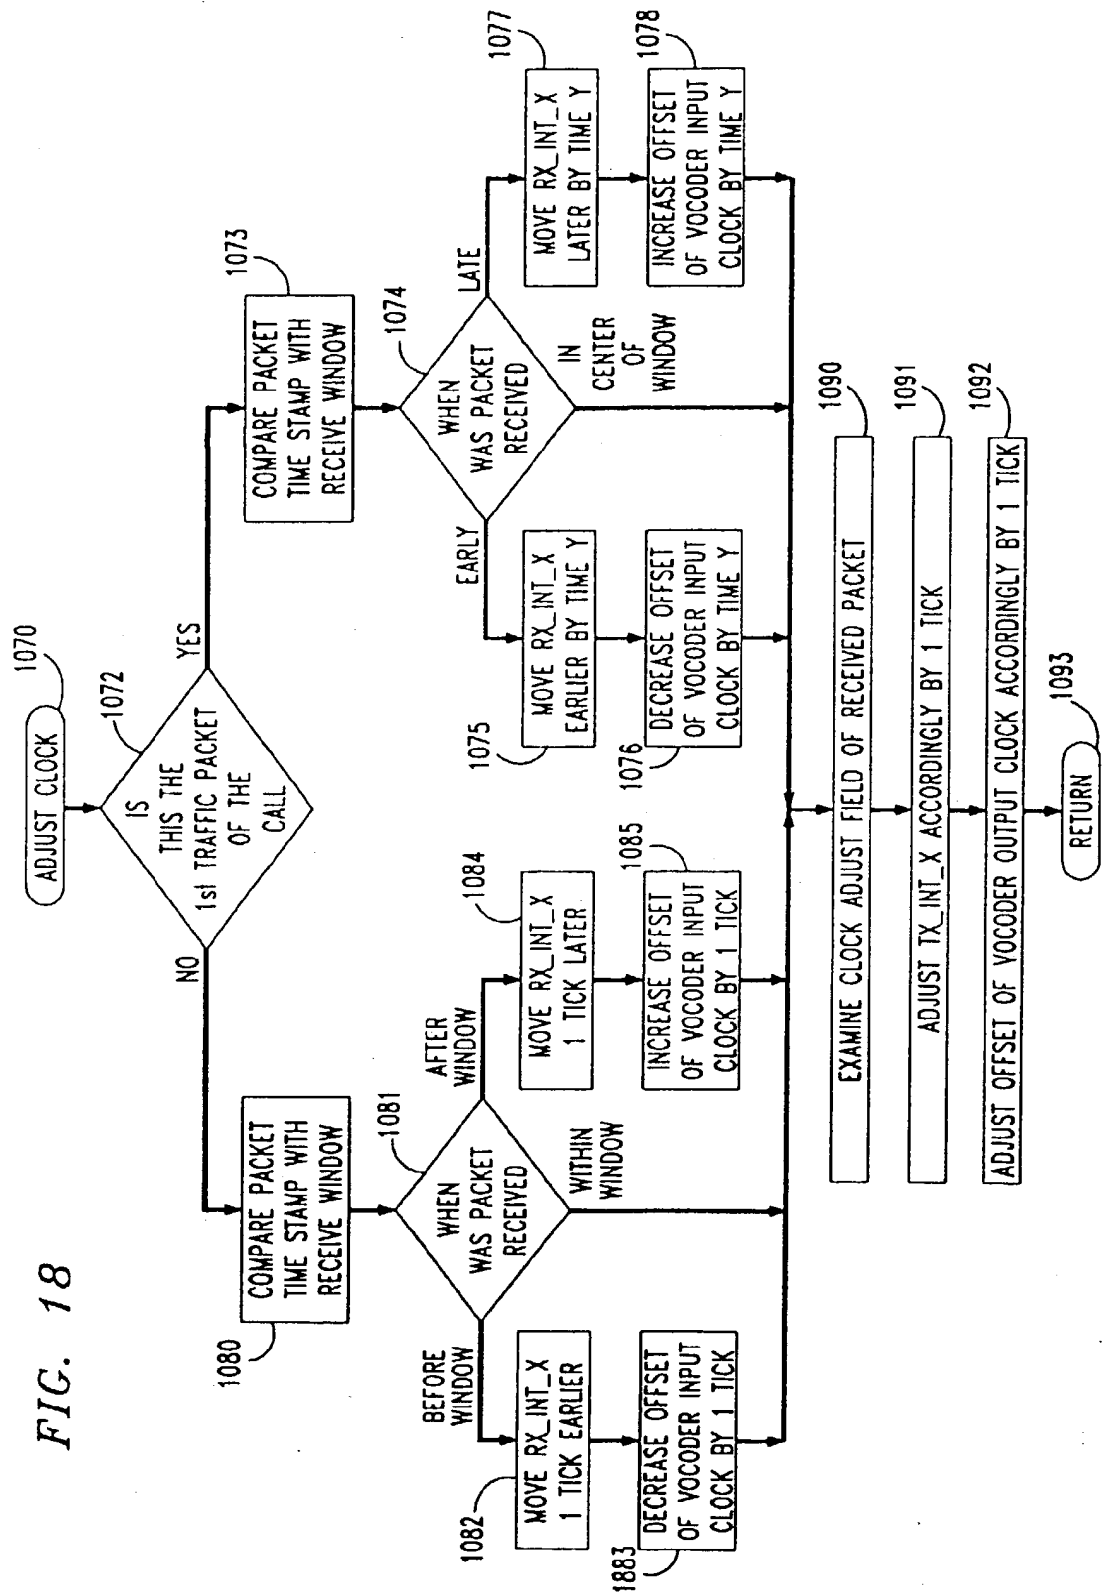 FIG. 18
ADJUST CLOCK
1070
IS
THIS THE
1st TRAFFIC PACKET
OF THE
CALL
1072
NO
YES
COMPARE PACKET
TIME STAMP WITH
RECEIVE WINDOW
1080
WHEN
WAS PACKET
RECEIVED
1081
BEFORE
WINDOW
WITHIN
WINDOW
AFTER
WINDOW
MOVE RX_INT_X
1 TICK EARLIER
1082
DECREASE OFFSET
OF VOCODER INPUT
CLOCK BY 1 TICK
1883
MOVE RX_INT_X
1 TICK LATER
1084
INCREASE OFFSET
OF VOCODER INPUT
CLOCK BY 1 TICK
1085
COMPARE PACKET
TIME STAMP WITH
RECEIVE WINDOW
1073
WHEN
WAS PACKET
RECEIVED
1074
EARLY
IN
CENTER
OF
WINDOW
LATE
MOVE RX_INT_X
EARLIER BY TIME Y
1075
DECREASE OFFSET
OF VOCODER INPUT
CLOCK BY TIME Y
1076
MOVE RX_INT_X
LATER BY TIME Y
1077
INCREASE OFFSET
OF VOCODER INPUT
CLOCK BY TIME Y
1078
EXAMINE CLOCK ADJUST FIELD OF RECEIVED PACKET
1090
ADJUST TX_INT_X ACCORDINGLY BY 1 TICK
1091
ADJUST OFFSET OF VOCODER OUTPUT CLOCK ACCORDINGLY BY 1 TICK
1092
RETURN
1093